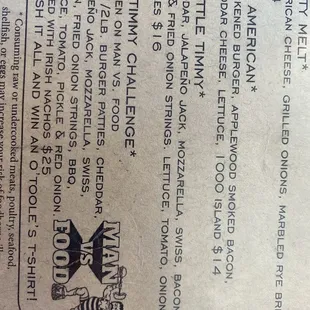 TY MELT*
RICAN CHEESE, GRILLED ONIONS, MARBLED RYE BR
AMERICAN*
KENED BURGER, APPLEWOOD SMOKED BACON,
DDAR CHEESE, LETTUCE, 1000 ISLAND $14
TTLE TIMMY*
DAR, JALAPEÑO JACK, MOZZARELLA, SWISS, BACON
& FRIED ONION STRINGS, LETTUCE, TOMATO, ONION
ES $16
TIMMY CHALLENGE*
EN ON MAN VS. FOOD
/2LB. BURGER PATTIES, CHEDDAR,
PEÑO JACK, MOZZARELLA, SWISS,
N, FRIED ONION STRINGS, BBQ
CE, TOMATO, PICKLE & RED ONION.
ED WITH IRISH NACHOS $25
SH IT ALL AND WIN AN O'TOOLE'S T-SHIRT!
MAN
VS
FOOD
Consuming raw or undercooked meats, poultry, seafood,
shellfish, or eggs may increase your risk of